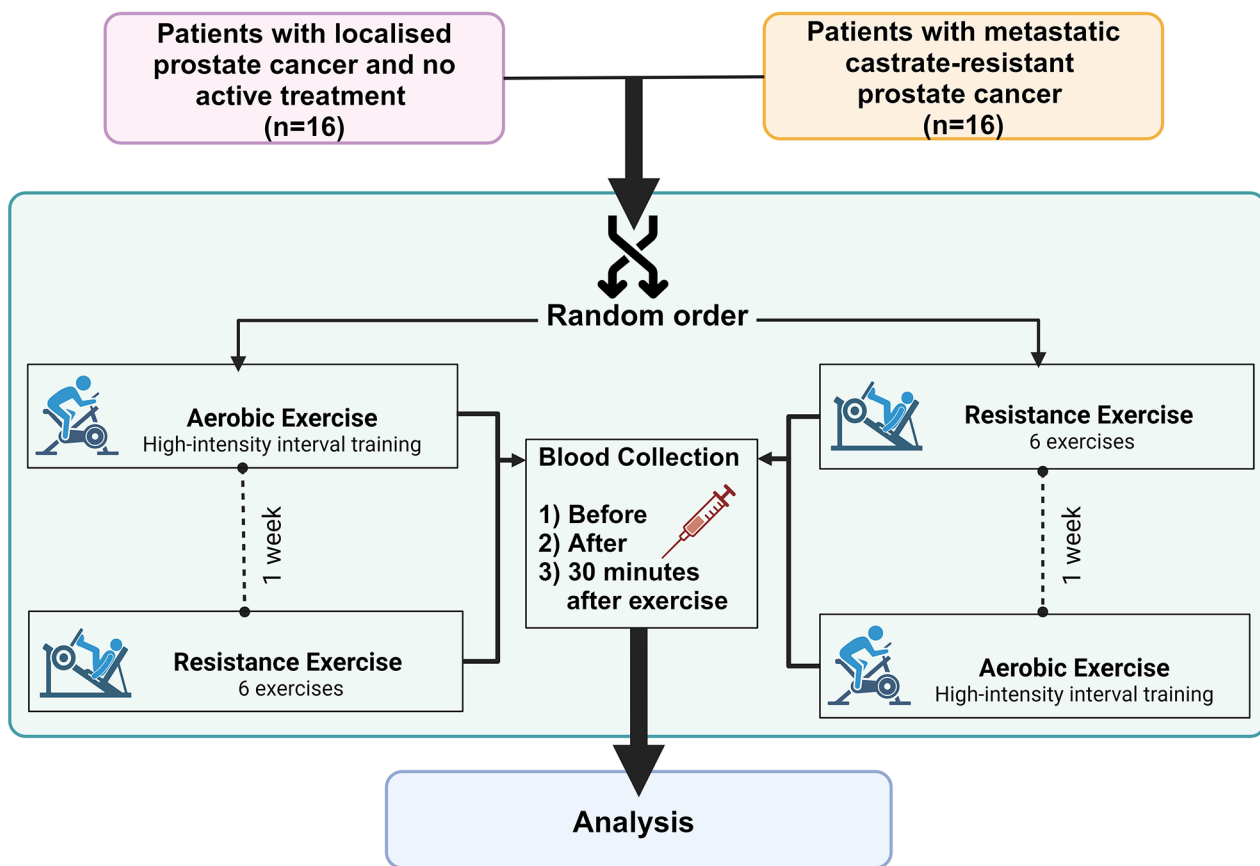 Patients with localised
prostate cancer and no
active treatment
(n=16)
Patients with metastatic
castrate-resistant
prostate cancer
(n=16)
Random order
Aerobic Exercise
High-intensity interval training
1 week
Resistance Exercise
6 exercises
Blood Collection
1) Before
2) After
3) 30 minutes
after exercise
Resistance Exercise
6 exercises
1 week
Aerobic Exercise
High-intensity interval training
Analysis